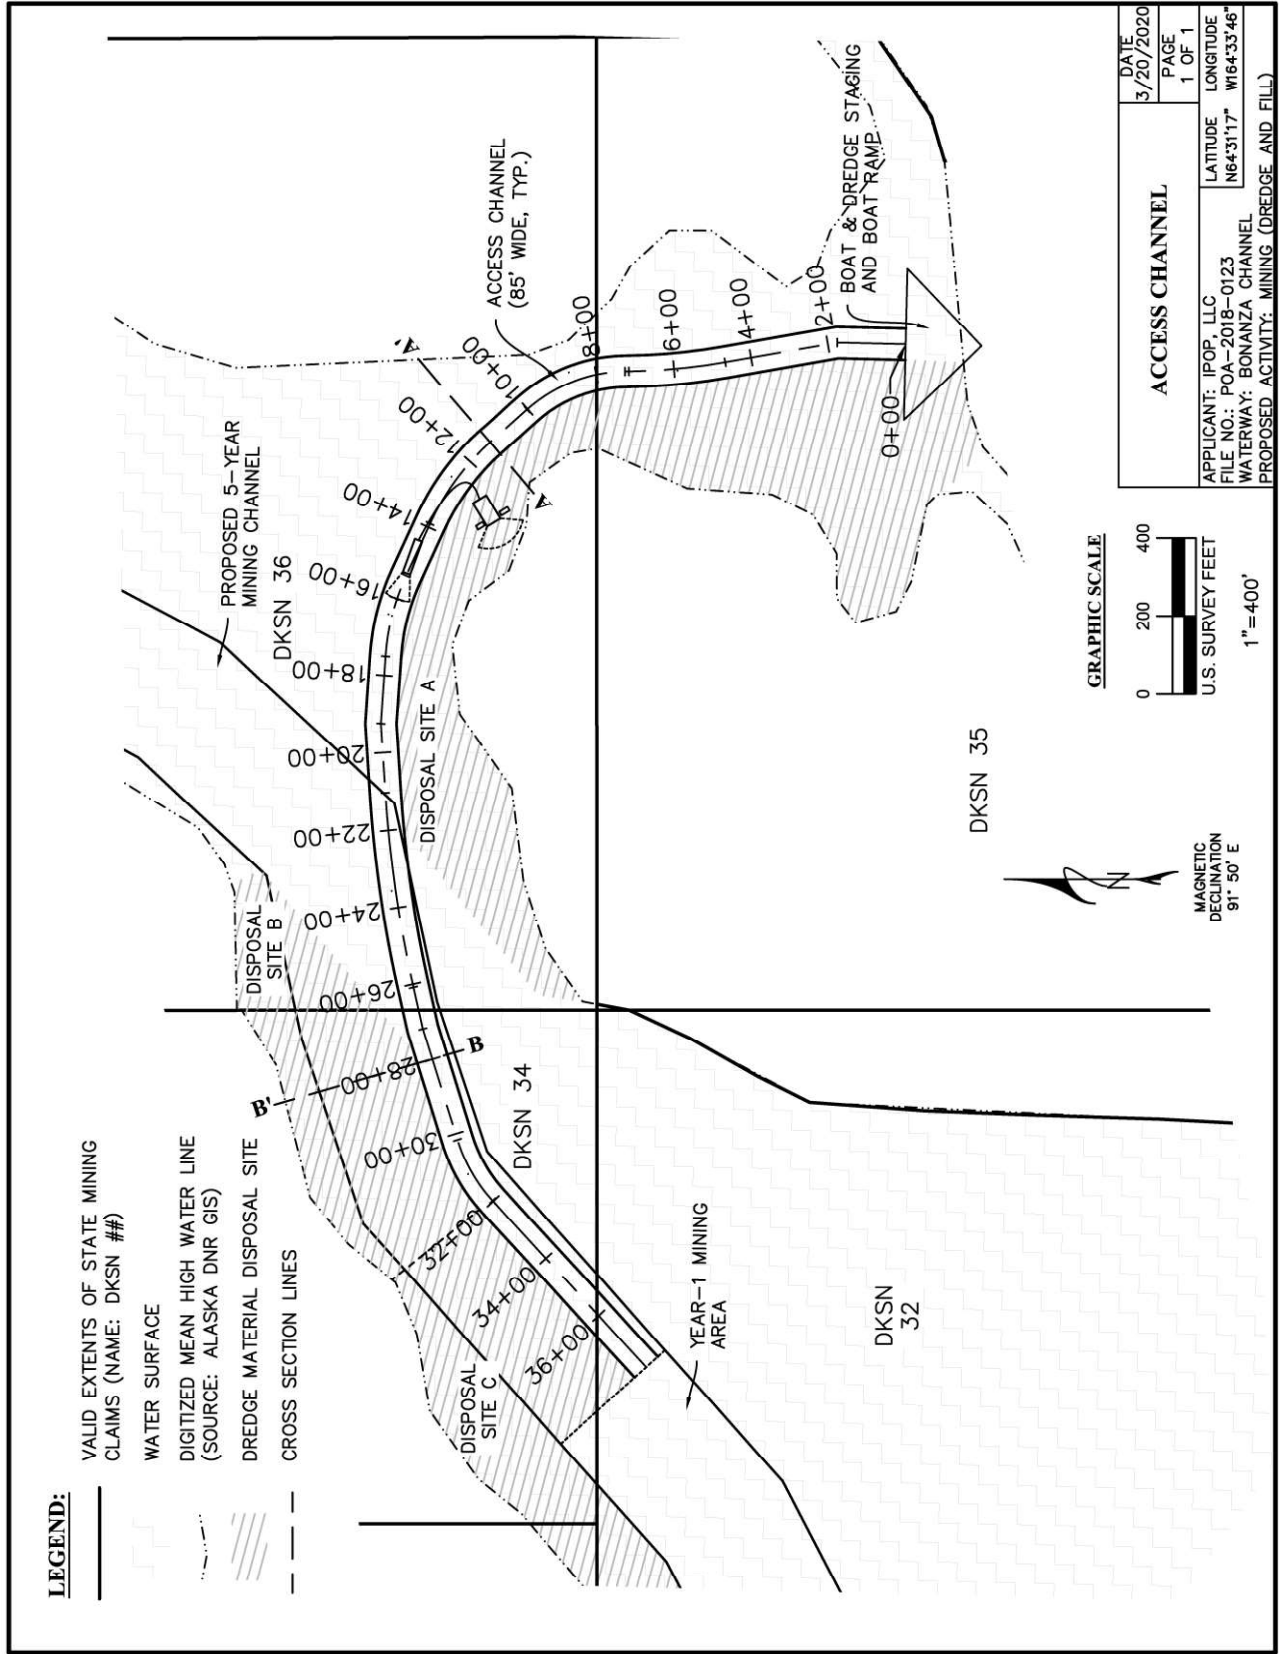 LEGEND:
VALID EXTENTS OF STATE MINING
CLAIMS (NAME: DKSN ##)
WATER SURFACE
DIGITIZED MEAN HIGH WATER LINE
(SOURCE: ALASKA DNR GIS)
DREDGE MATERIAL DISPOSAL SITE
CROSS SECTION LINES
PROPOSED 5-YEAR
MINING CHANNEL
DKSN 36
ACCESS CHANNEL
(85' WIDE, TYP.)
DISPOSAL
SITE B
DISPOSAL SITE A
DISPOSAL
SITE C
B'
B
A'
A
36+00
34+00
32+00
30+00
28+00
26+00
24+00
22+00
20+00
18+00
16+00
14+00
12+00
10+00
8+00
6+00
4+00
2+00
0+00
BOAT & DREDGE STAGING
AND BOAT RAMP
DKSN 34
YEAR-1 MINING
AREA
DKSN
32
DKSN 35
N
MAGNETIC
DECLINATION
91° 50' E
GRAPHIC SCALE
0 200 400
U.S. SURVEY FEET
1"=400'
ACCESS CHANNEL
DATE
3/20/2020
PAGE
1 OF 1
APPLICANT: IPOP, LLC
FILE NO.: POA-2018-0123
WATERWAY: BONANZA CHANNEL
PROPOSED ACTIVITY: MINING (DREDGE AND FILL)
LATITUDE LONGITUDE
N64°31'17" W164°33'46"